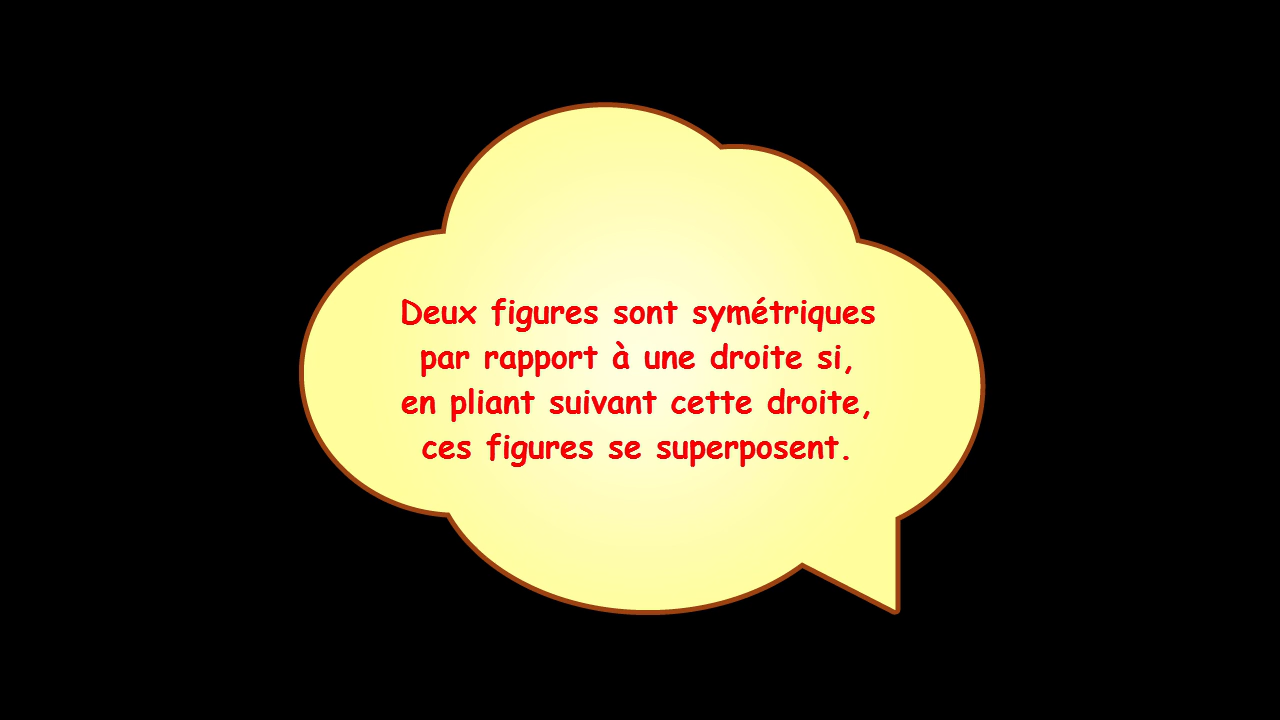 Deux figures sont symétriques
par rapport à une droite si,
en pliant suivant cette droite,
ces figures se superposent.